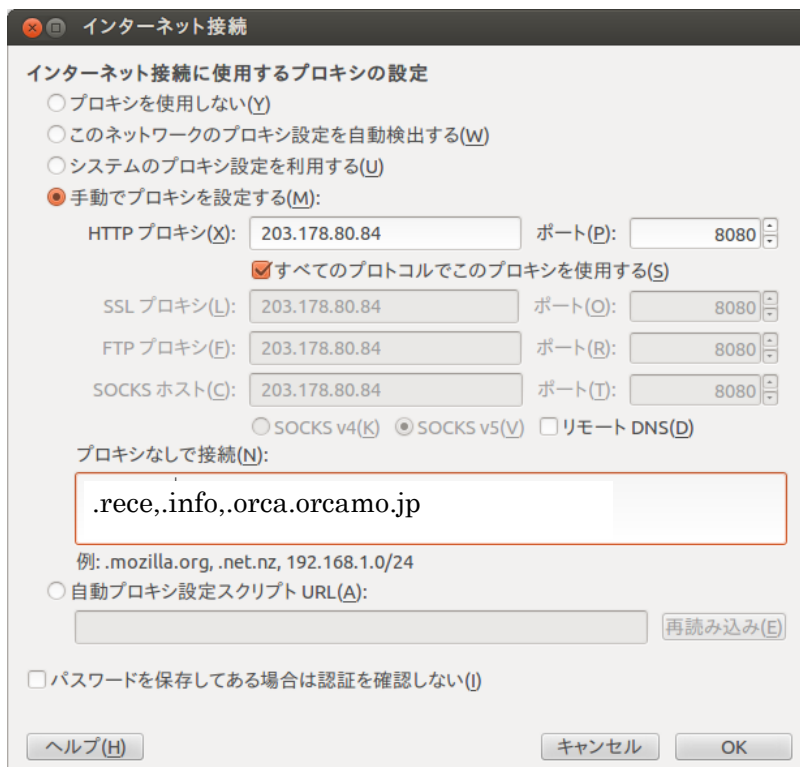 インターネット接続
インターネット接続に使用するプロキシの設定
プロキシを使用しない(Y)
このネットワークのプロキシ設定を自動検出する(W)
システムのプロキシ設定を利用する(U)
手動でプロキシを設定する(M):
HTTP プロキシ(X): 203.178.80.84 ポート(P): 8080
すべてのプロトコルでこのプロキシを使用する(S)
SSL プロキシ(L): 203.178.80.84 ポート(O): 8080
FTP プロキシ(F): 203.178.80.84 ポート(R): 8080
SOCKS ホスト(C): 203.178.80.84 ポート(T): 8080
SOCKS v4(K) SOCKS v5(V) リモート DNS(D)
プロキシなしで接続(N):
.rece,.info,.orca.orcamo.jp
例: .mozilla.org, .net.nz, 192.168.1.0/24
自動プロキシ設定スクリプト URL(A):
再読み込み(E)
パスワードを保存してある場合は認証を確認しない(I)
ヘルプ(H) キャンセル OK